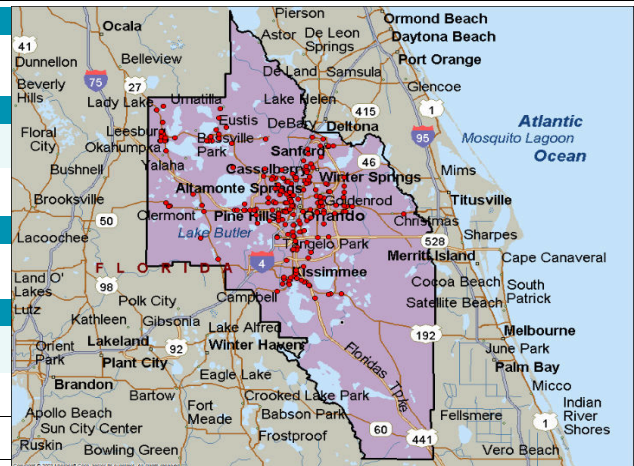 Pierson
Ormond Beach
Ocala
Astor
De Leon
Springs
Daytona Beach
41
Dunnellon
Belleview
Port Orange
75
De Land
Samsula
Beverly
Hills
27
Glencoe
Lady Lake
Umatilla
Lake Helen
415
1
Atlantic
Ocean
Eustis
DeBary
Deltona
Floral
City
Leesburg
Okahumpka
95
Mosquito Lagoon
Park
Sanford
46
Bushnell
Yalaha
Casselberry
Winter Springs
Mims
Altamonte Springs
Brooksville
Titusville
Clermont
Pine Hills
Goldenrod
Orlando
Christmas
50
Lake Butler
Sharpes
Lacoochee
Tangelo Park
528
Merritt Island
Cape Canaveral
FLORIDA
4
Kissimmee
Land O'
Lakes
98
Cocoa Beach
South
Patrick
Polk City
Campbell
Satellite Beach
Lutz
Kathleen
Gibsonia
Lake Alfred
192
Melbourne
Orient
Park
Lakeland
92
Winter Haven
Floridas Tpke
June Park
Plant City
Palm Bay
Brandon
Eagle Lake
Micco
Bartow
Crooked Lake Park
Indian
River
Shores
Apollo Beach
Fort
Meade
Babson Park
Fellsmere
1
Sun City Center
60
Frostproof
441
Ruskin
Bowling Green
Vero Beach